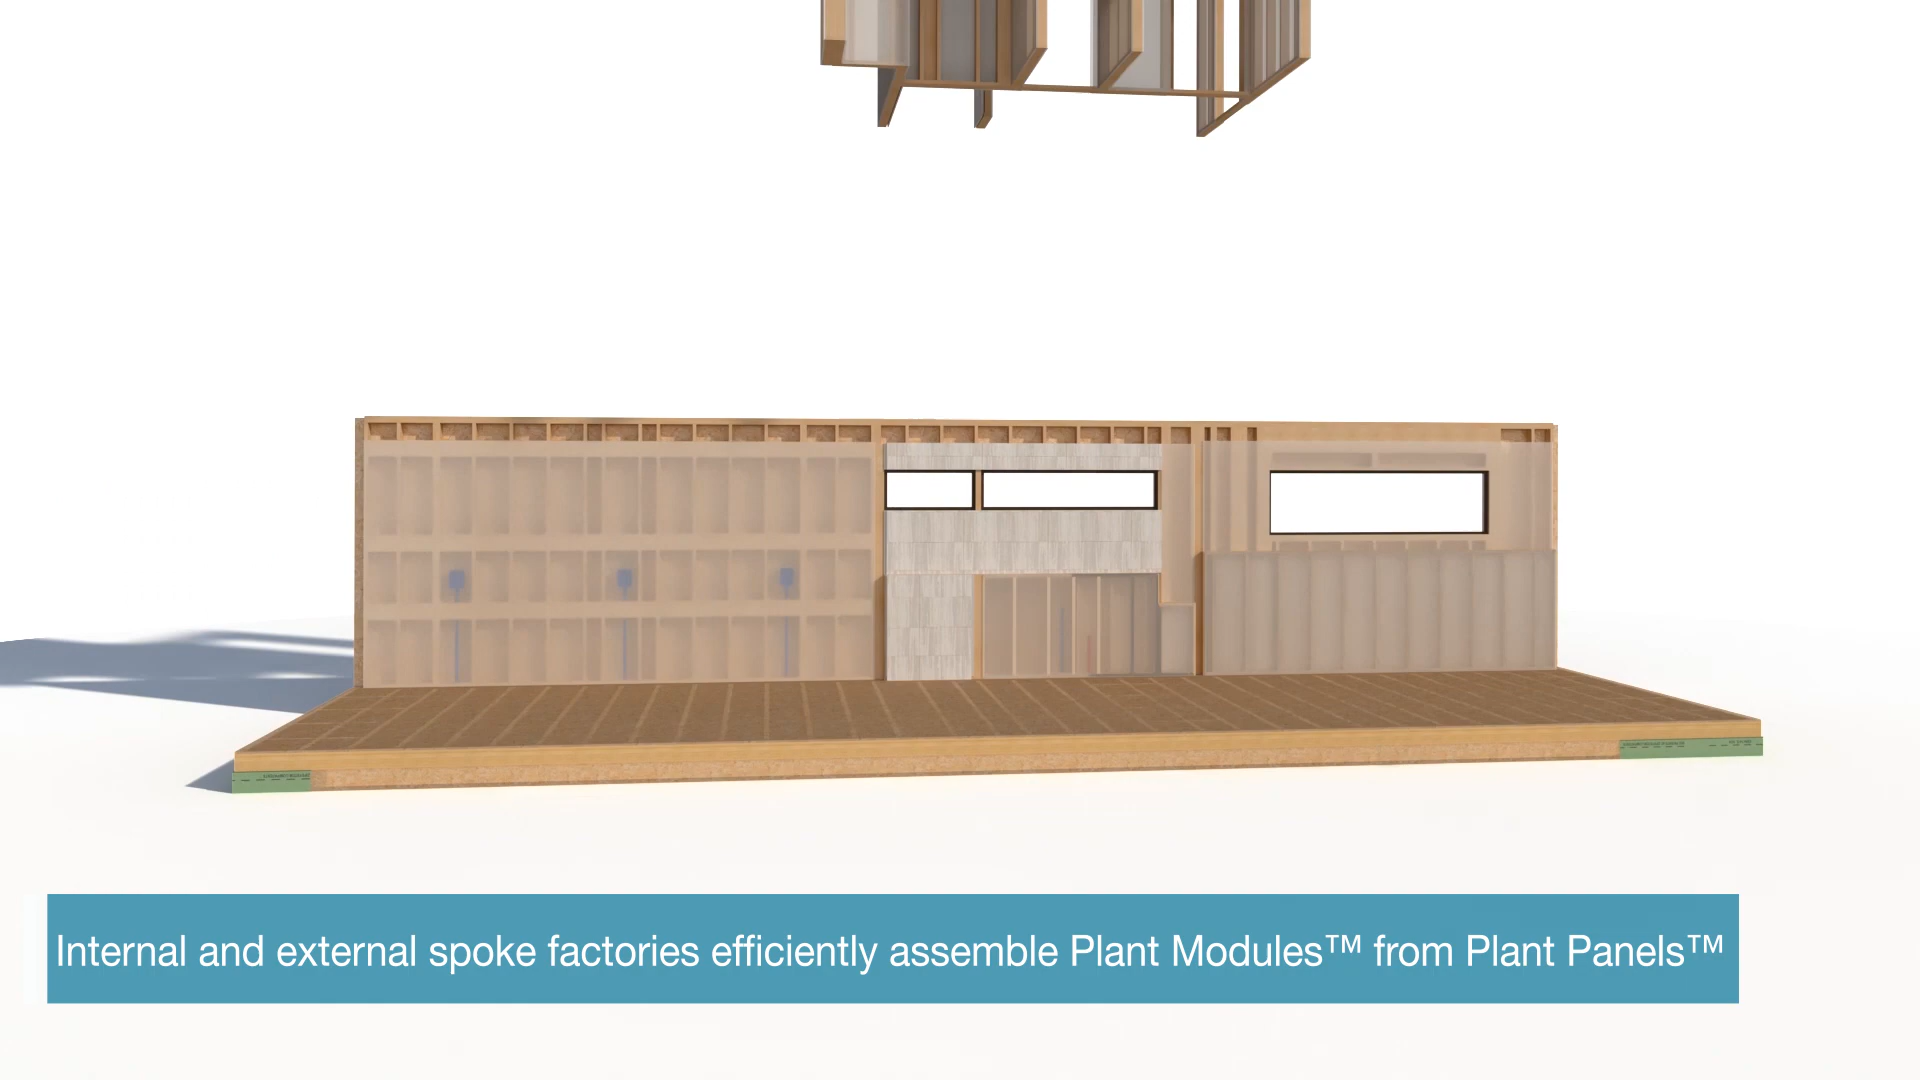 Internal and external spoke factories efficiently assemble Plant Modules™ from Plant Panels™